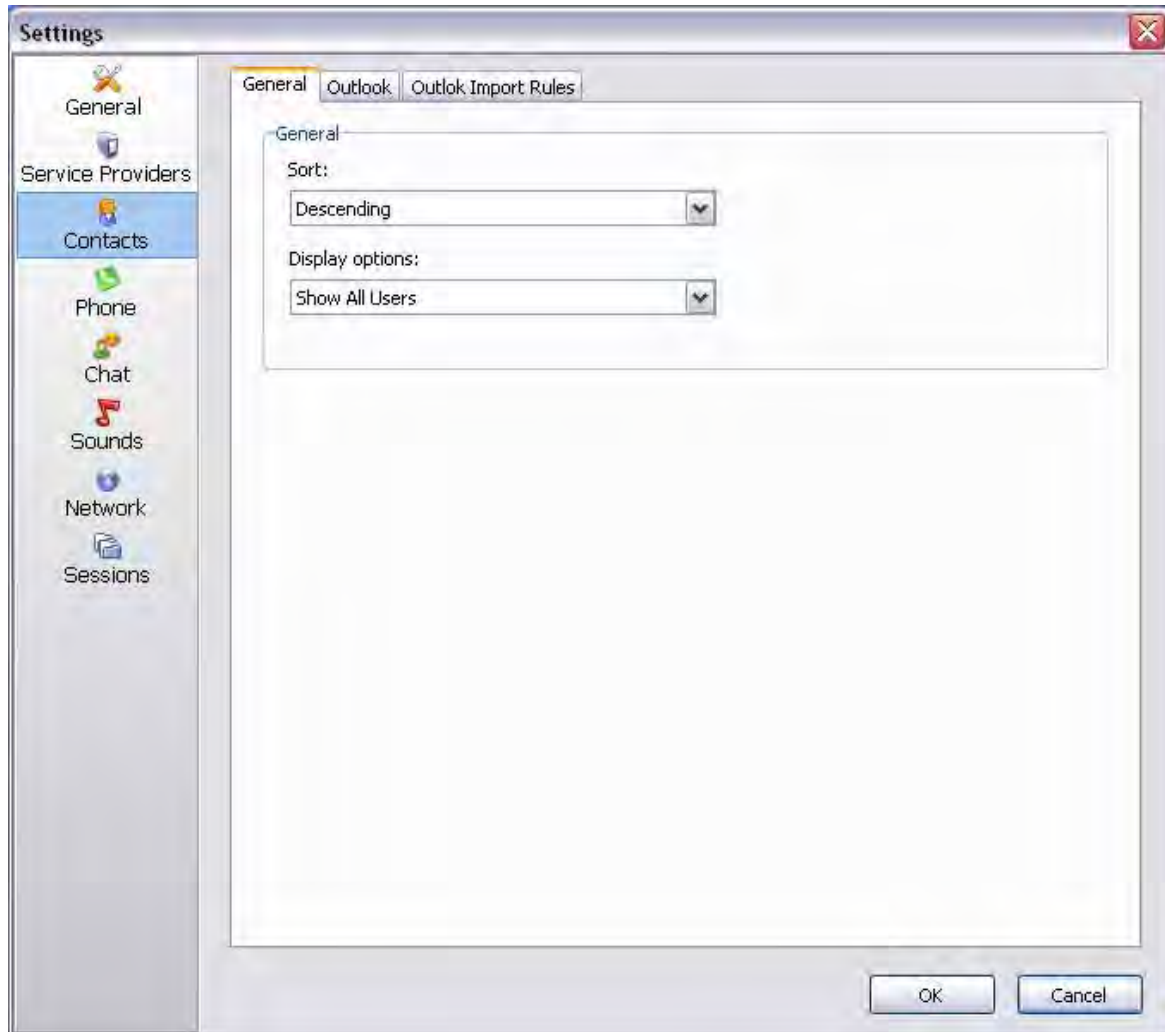 Settings
General
Service Providers
Contacts
Phone
Chat
Sounds
Network
Sessions
General Outlook Outlok Import Rules
General
Sort:
Descending
Display options:
Show All Users
OK Cancel